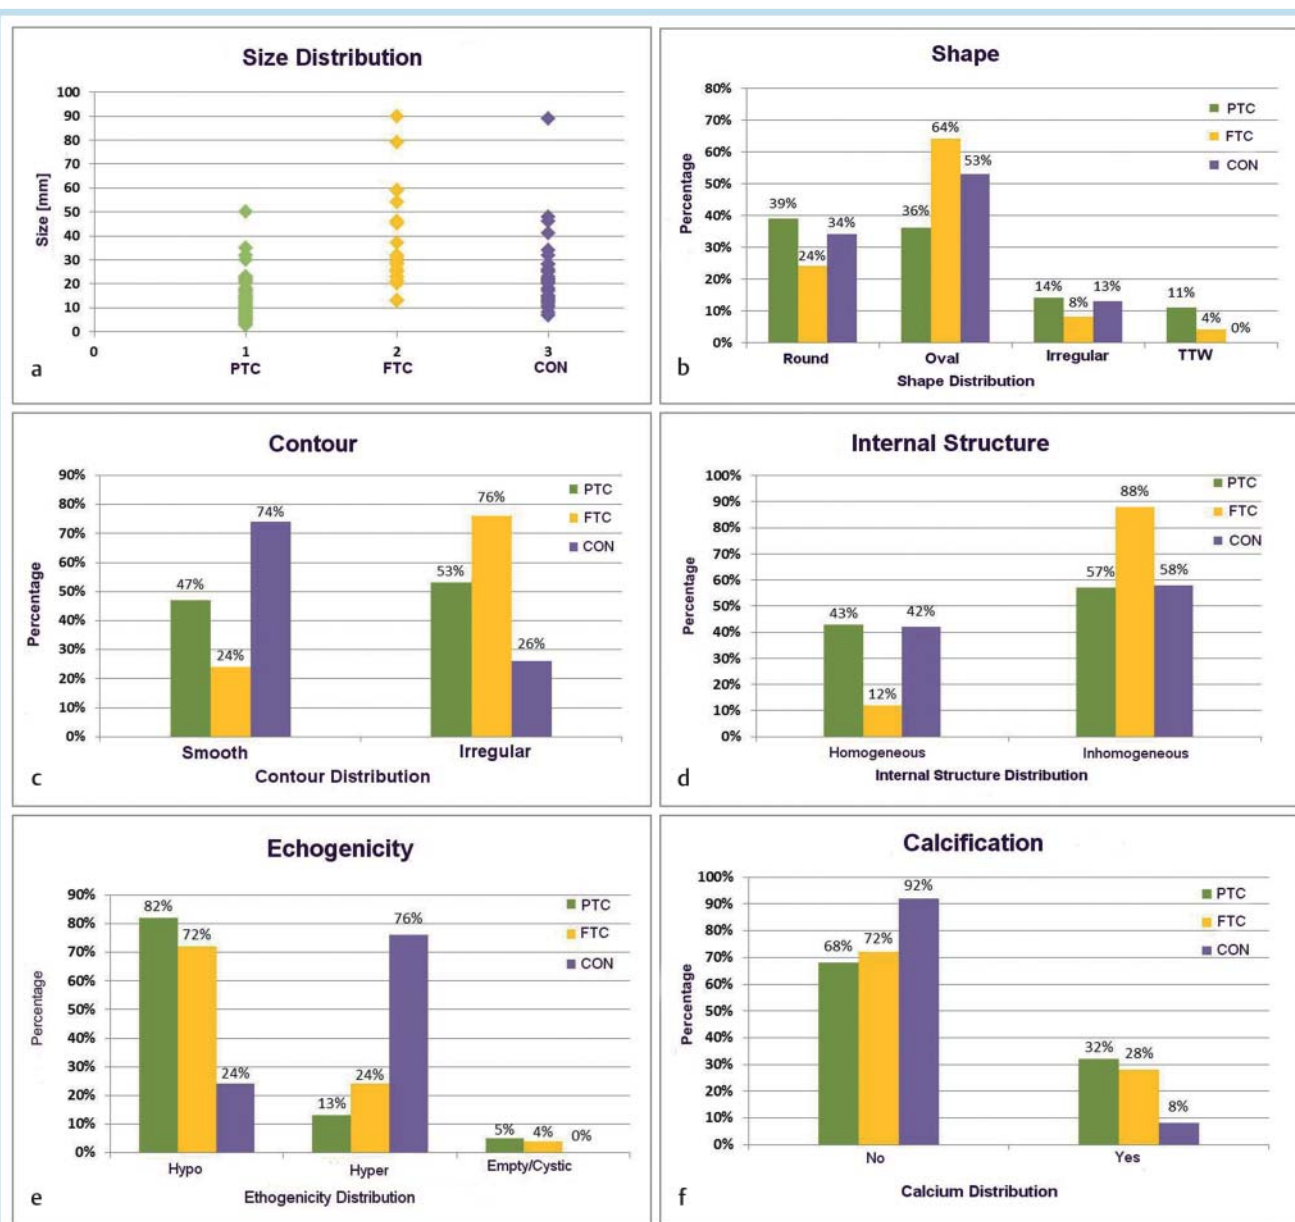 Size Distribution
Size [mm]
100
90
80
70
60
50
40
30
20
10
0
0 1 2 3
PTC FTC CON
a
Shape
Percentage
80%
70%
60%
50%
40%
30%
20%
10%
0%
PTC
FTC
CON
39% 24% 34%
36% 64% 53%
14% 8% 13%
11% 4% 0%
Round Oval Irregular TTW
Shape Distribution
b
Contour
Percentage
90%
80%
70%
60%
50%
40%
30%
20%
10%
0%
PTC
FTC
CON
47% 24% 74%
53% 76% 26%
Smooth Irregular
Contour Distribution
c
Internal Structure
Percentage
100%
90%
80%
70%
60%
50%
40%
30%
20%
10%
0%
PTC
FTC
CON
43% 12% 42%
57% 88% 58%
Homogeneous Inhomogeneous
Internal Structure Distribution
d
Echogenicity
Percentage
90%
80%
70%
60%
50%
40%
30%
20%
10%
0%
PTC
FTC
CON
82% 72% 24%
13% 24% 76%
5% 4% 0%
Hypo Hyper Empty/Cystic
Ethogenicity Distribution
e
Calcification
Percentage
100%
90%
80%
70%
60%
50%
40%
30%
20%
10%
0%
PTC
FTC
CON
68% 72% 92%
32% 28% 8%
No Yes
Calcium Distribution
f